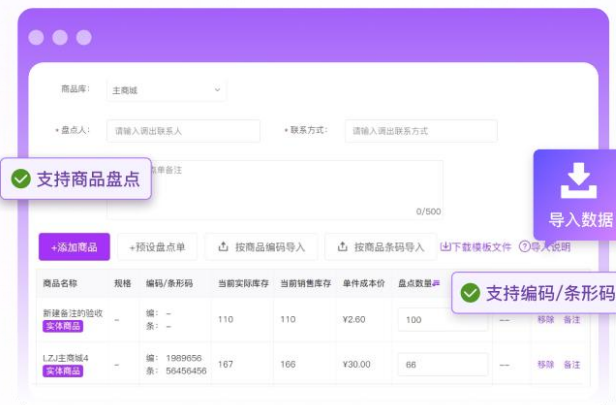 商品库： 主商城
* 盘点人： 请输入调出联系人 * 联系方式： 请输入调出联系方式
支持商品盘点
单备注
0/500
导入数据
+添加商品 +预设盘点单 按商品编码导入 按商品条码导入 下载模板文件 导入说明
商品名称 规格 编码/条形码 当前实际库存 当前销售库存 单件成本价 盘点数量
支持编码/条形码
新建备注的验收 – 编： – 110 110 ¥2.60 100 -- 移除 备注
实体商品 条： –
LZJ主商城4 – 编： 1989656 167 166 ¥30.00 66 -- 移除 备注
实体商品 条： 56456456